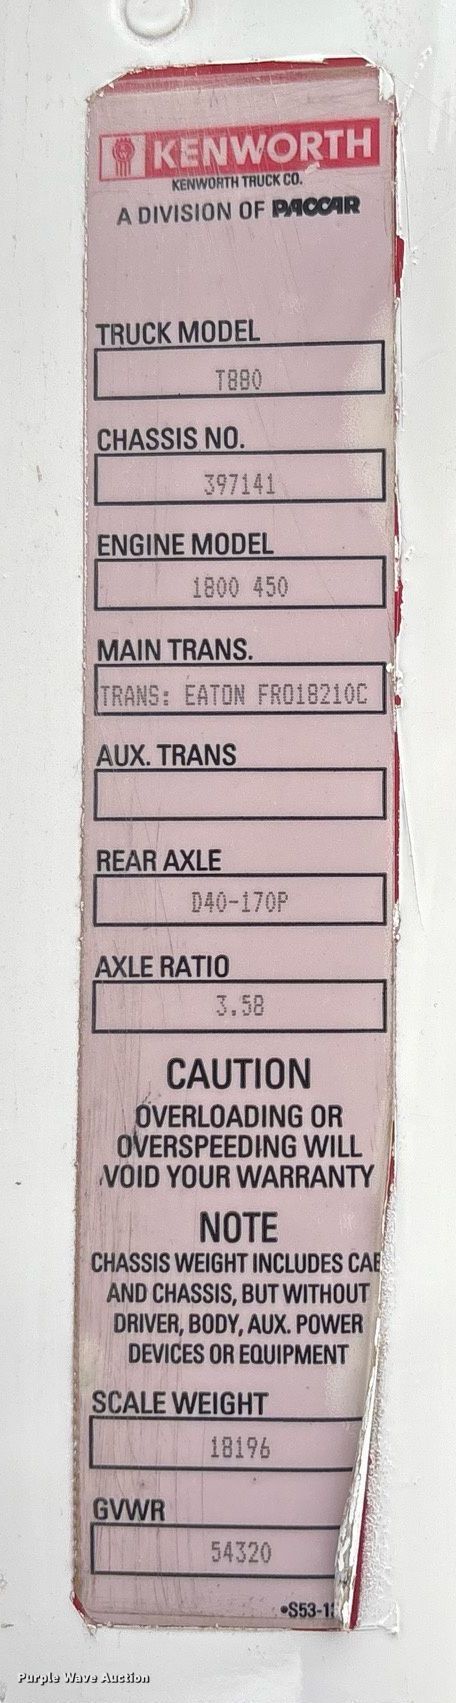 KENWORTH
KENWORTH TRUCK CO.
A DIVISION OF PACCAR
TRUCK MODEL
T880
CHASSIS NO.
397141
ENGINE MODEL
1800 450
MAIN TRANS.
TRANS: EATON FRO18210C
AUX. TRANS
REAR AXLE
D40-170P
AXLE RATIO
3.58
CAUTION
OVERLOADING OR
OVERSPEEDING WILL
VOID YOUR WARRANTY
NOTE
CHASSIS WEIGHT INCLUDES CAB
AND CHASSIS, BUT WITHOUT
DRIVER, BODY, AUX. POWER
DEVICES OR EQUIPMENT
SCALE WEIGHT
18196
GVWR
54320
Purple Wave Auction